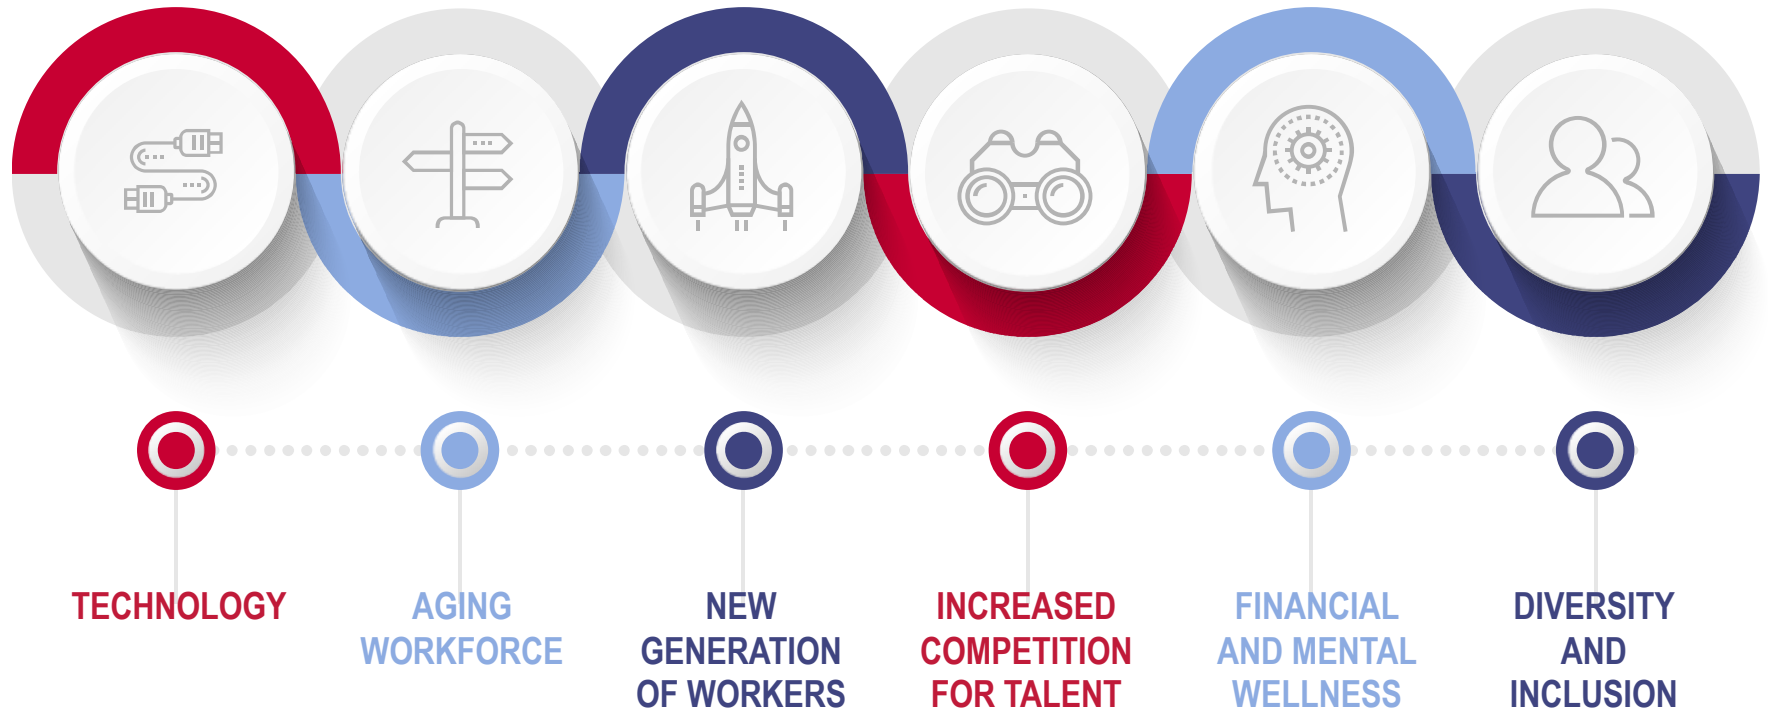 TECHNOLOGY
AGING
WORKFORCE
NEW
GENERATION
OF WORKERS
INCREASED
COMPETITION
FOR TALENT
FINANCIAL
AND MENTAL
WELLNESS
DIVERSITY
AND
INCLUSION